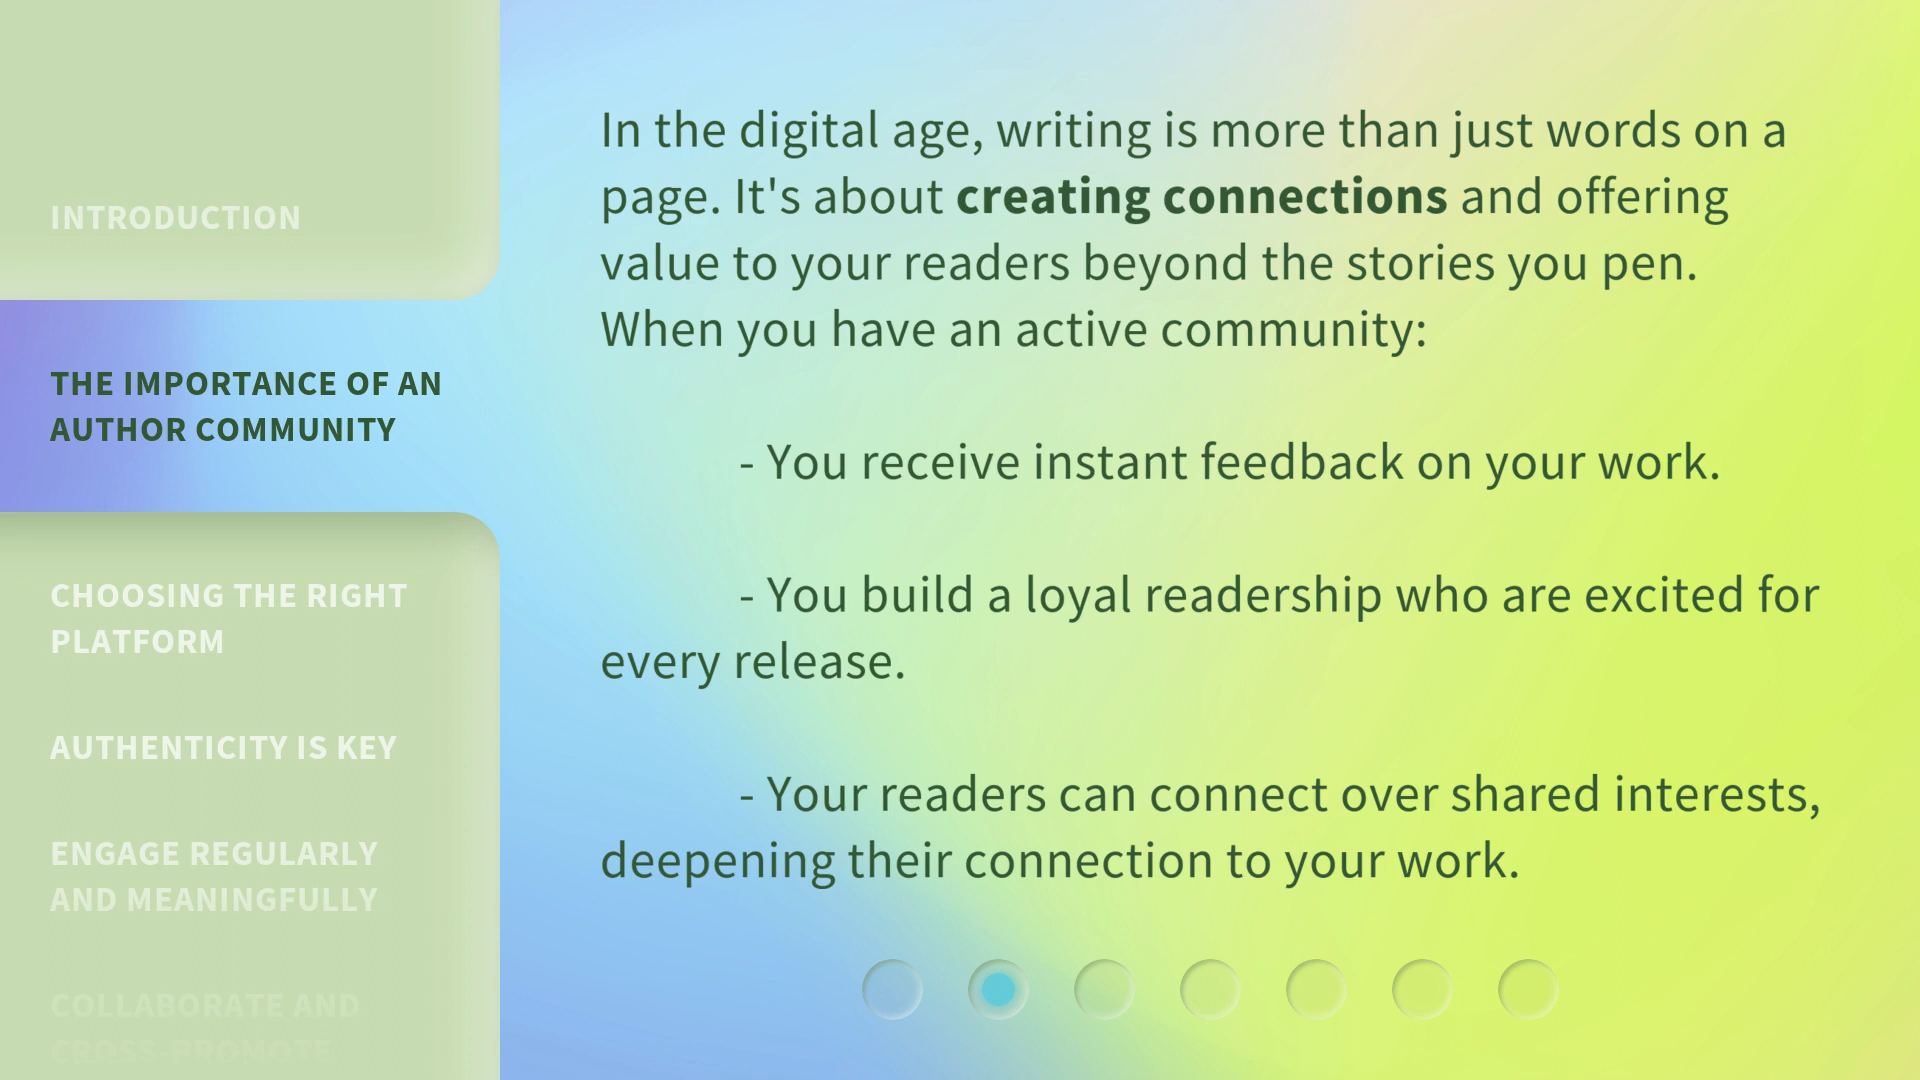 INTRODUCTION
THE IMPORTANCE OF AN
AUTHOR COMMUNITY
CHOOSING THE RIGHT
PLATFORM
AUTHENTICITY IS KEY
ENGAGE REGULARLY
AND MEANINGFULLY
COLLABORATE AND
CROSS-PROMOTE
In the digital age, writing is more than just words on a
page. It's about creating connections and offering
value to your readers beyond the stories you pen.
When you have an active community:
- You receive instant feedback on your work.
- You build a loyal readership who are excited for
every release.
- Your readers can connect over shared interests,
deepening their connection to your work.